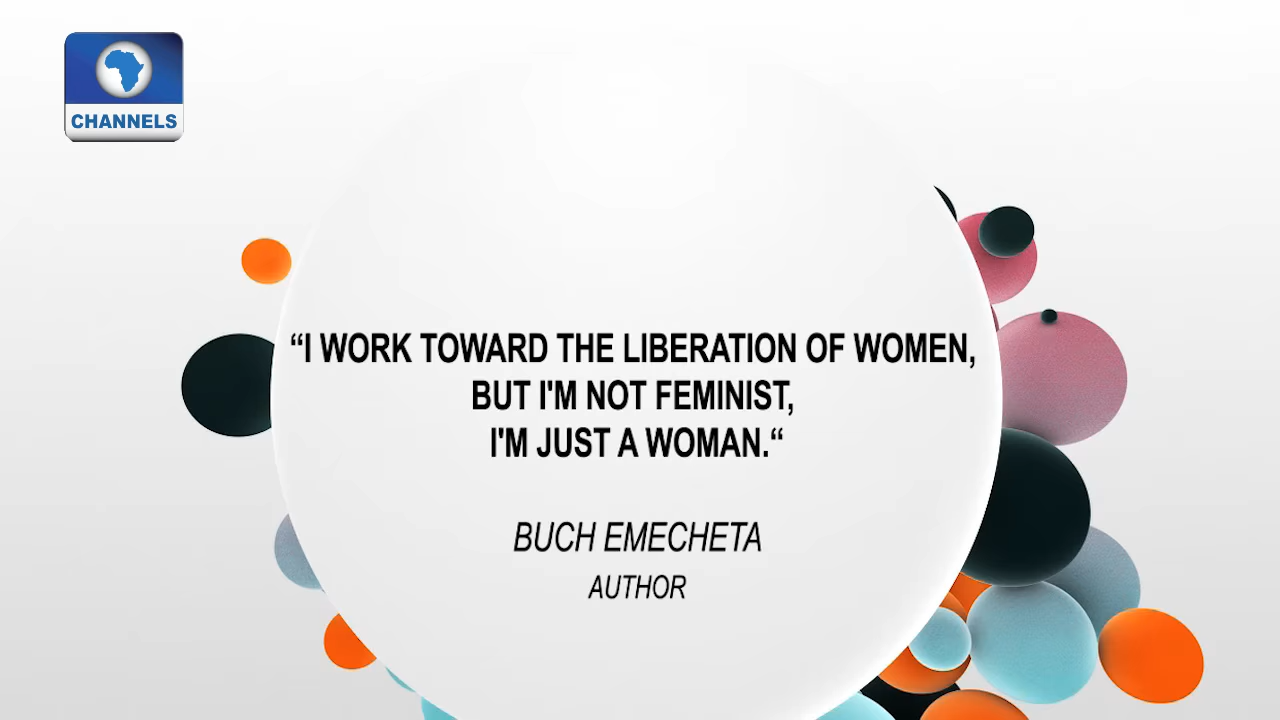 CHANNELS
“I WORK TOWARD THE LIBERATION OF WOMEN,
BUT I'M NOT FEMINIST,
I'M JUST A WOMAN.“
BUCH EMECHETA
AUTHOR